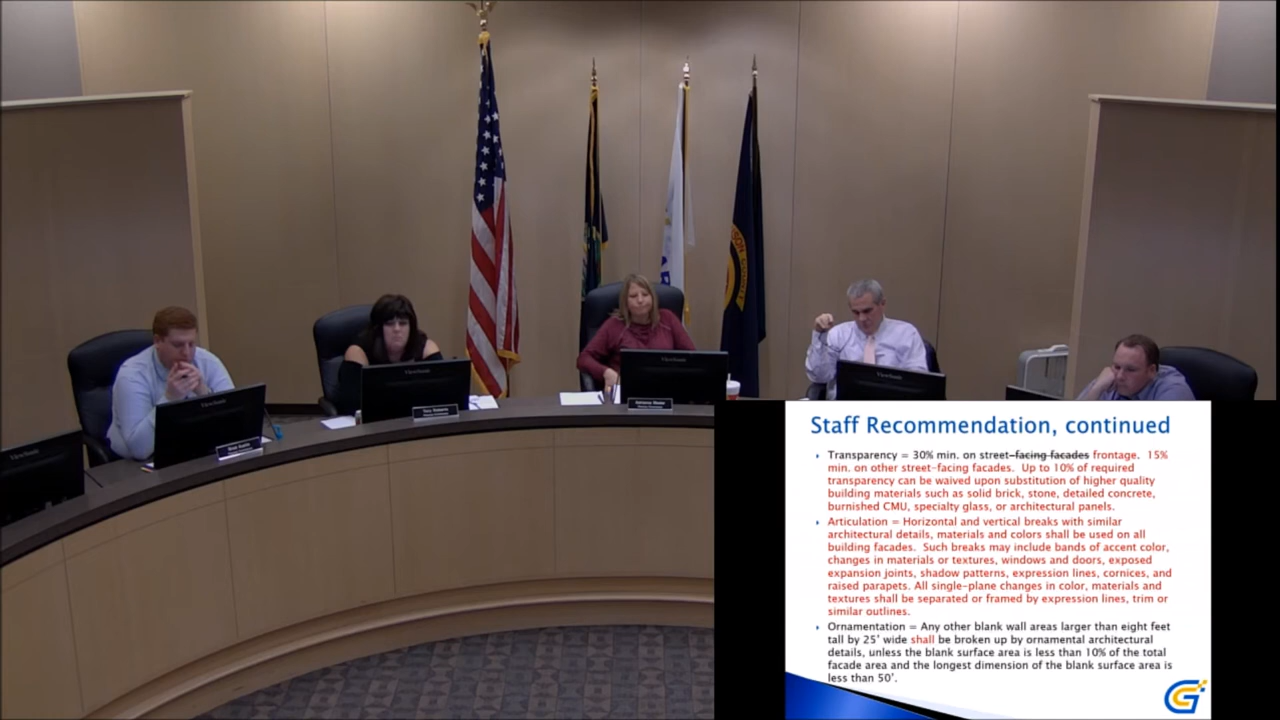 SON COUNTY
ViewSonic
ViewSonic
ViewSonic
ViewSonic
Staff Recommendation, continued
Transparency = 30% min. on street-facing facades frontage. 15%
min. on other street-facing facades. Up to 10% of required
transparency can be waived upon substitution of higher quality
building materials such as solid brick, stone, detailed concrete,
burnished CMU, specialty glass, or architectural panels.
Articulation = Horizontal and vertical breaks with similar
architectural details, materials and colors shall be used on all
building facades. Such breaks may include bands of accent color,
changes in materials or textures, windows and doors, exposed
expansion joints, shadow patterns, expression lines, cornices, and
raised parapets. All single-plane changes in color, materials and
textures shall be separated or framed by expression lines, trim or
similar outlines.
Ornamentation = Any other blank wall areas larger than eight feet
tall by 25' wide shall be broken up by ornamental architectural
details, unless the blank surface area is less than 10% of the total
facade area and the longest dimension of the blank surface area is
less than 50'.
G